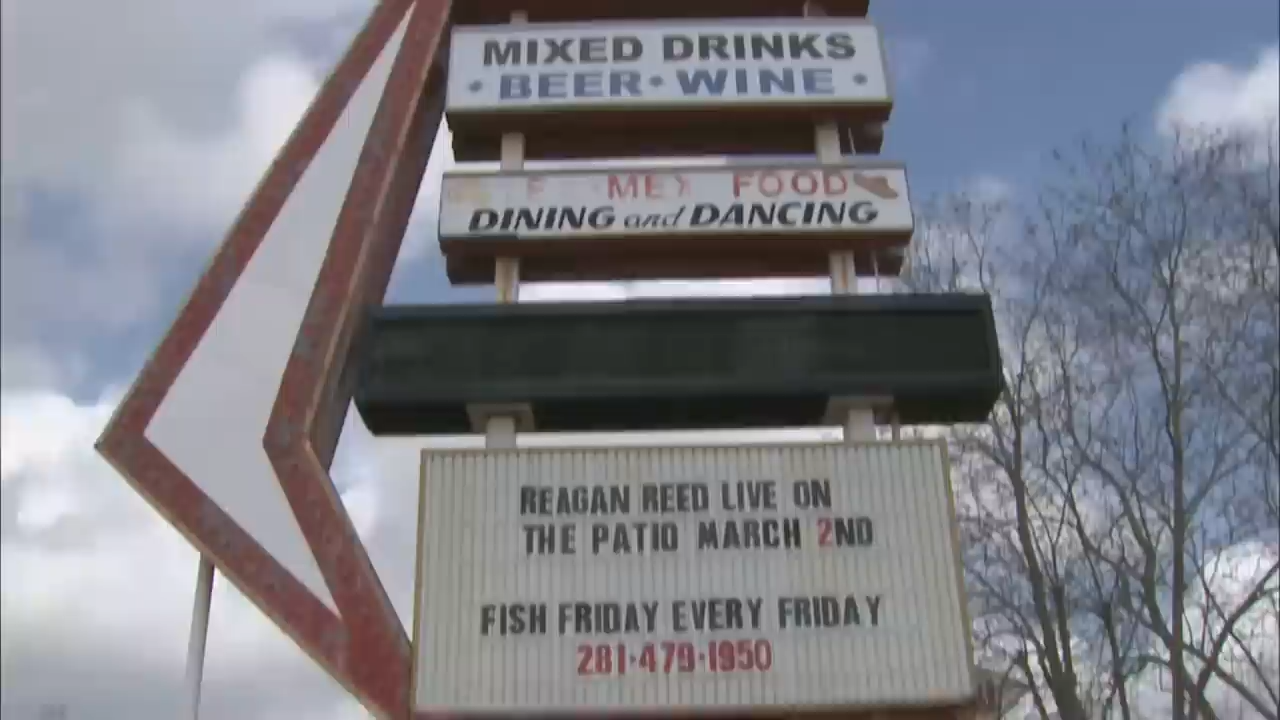 MIXED DRINKS
• BEER • WINE •
FOOD
DINING and DANCING
REAGAN REED LIVE ON
THE PATIO MARCH 2ND
FISH FRIDAY EVERY FRIDAY
281-479-1950